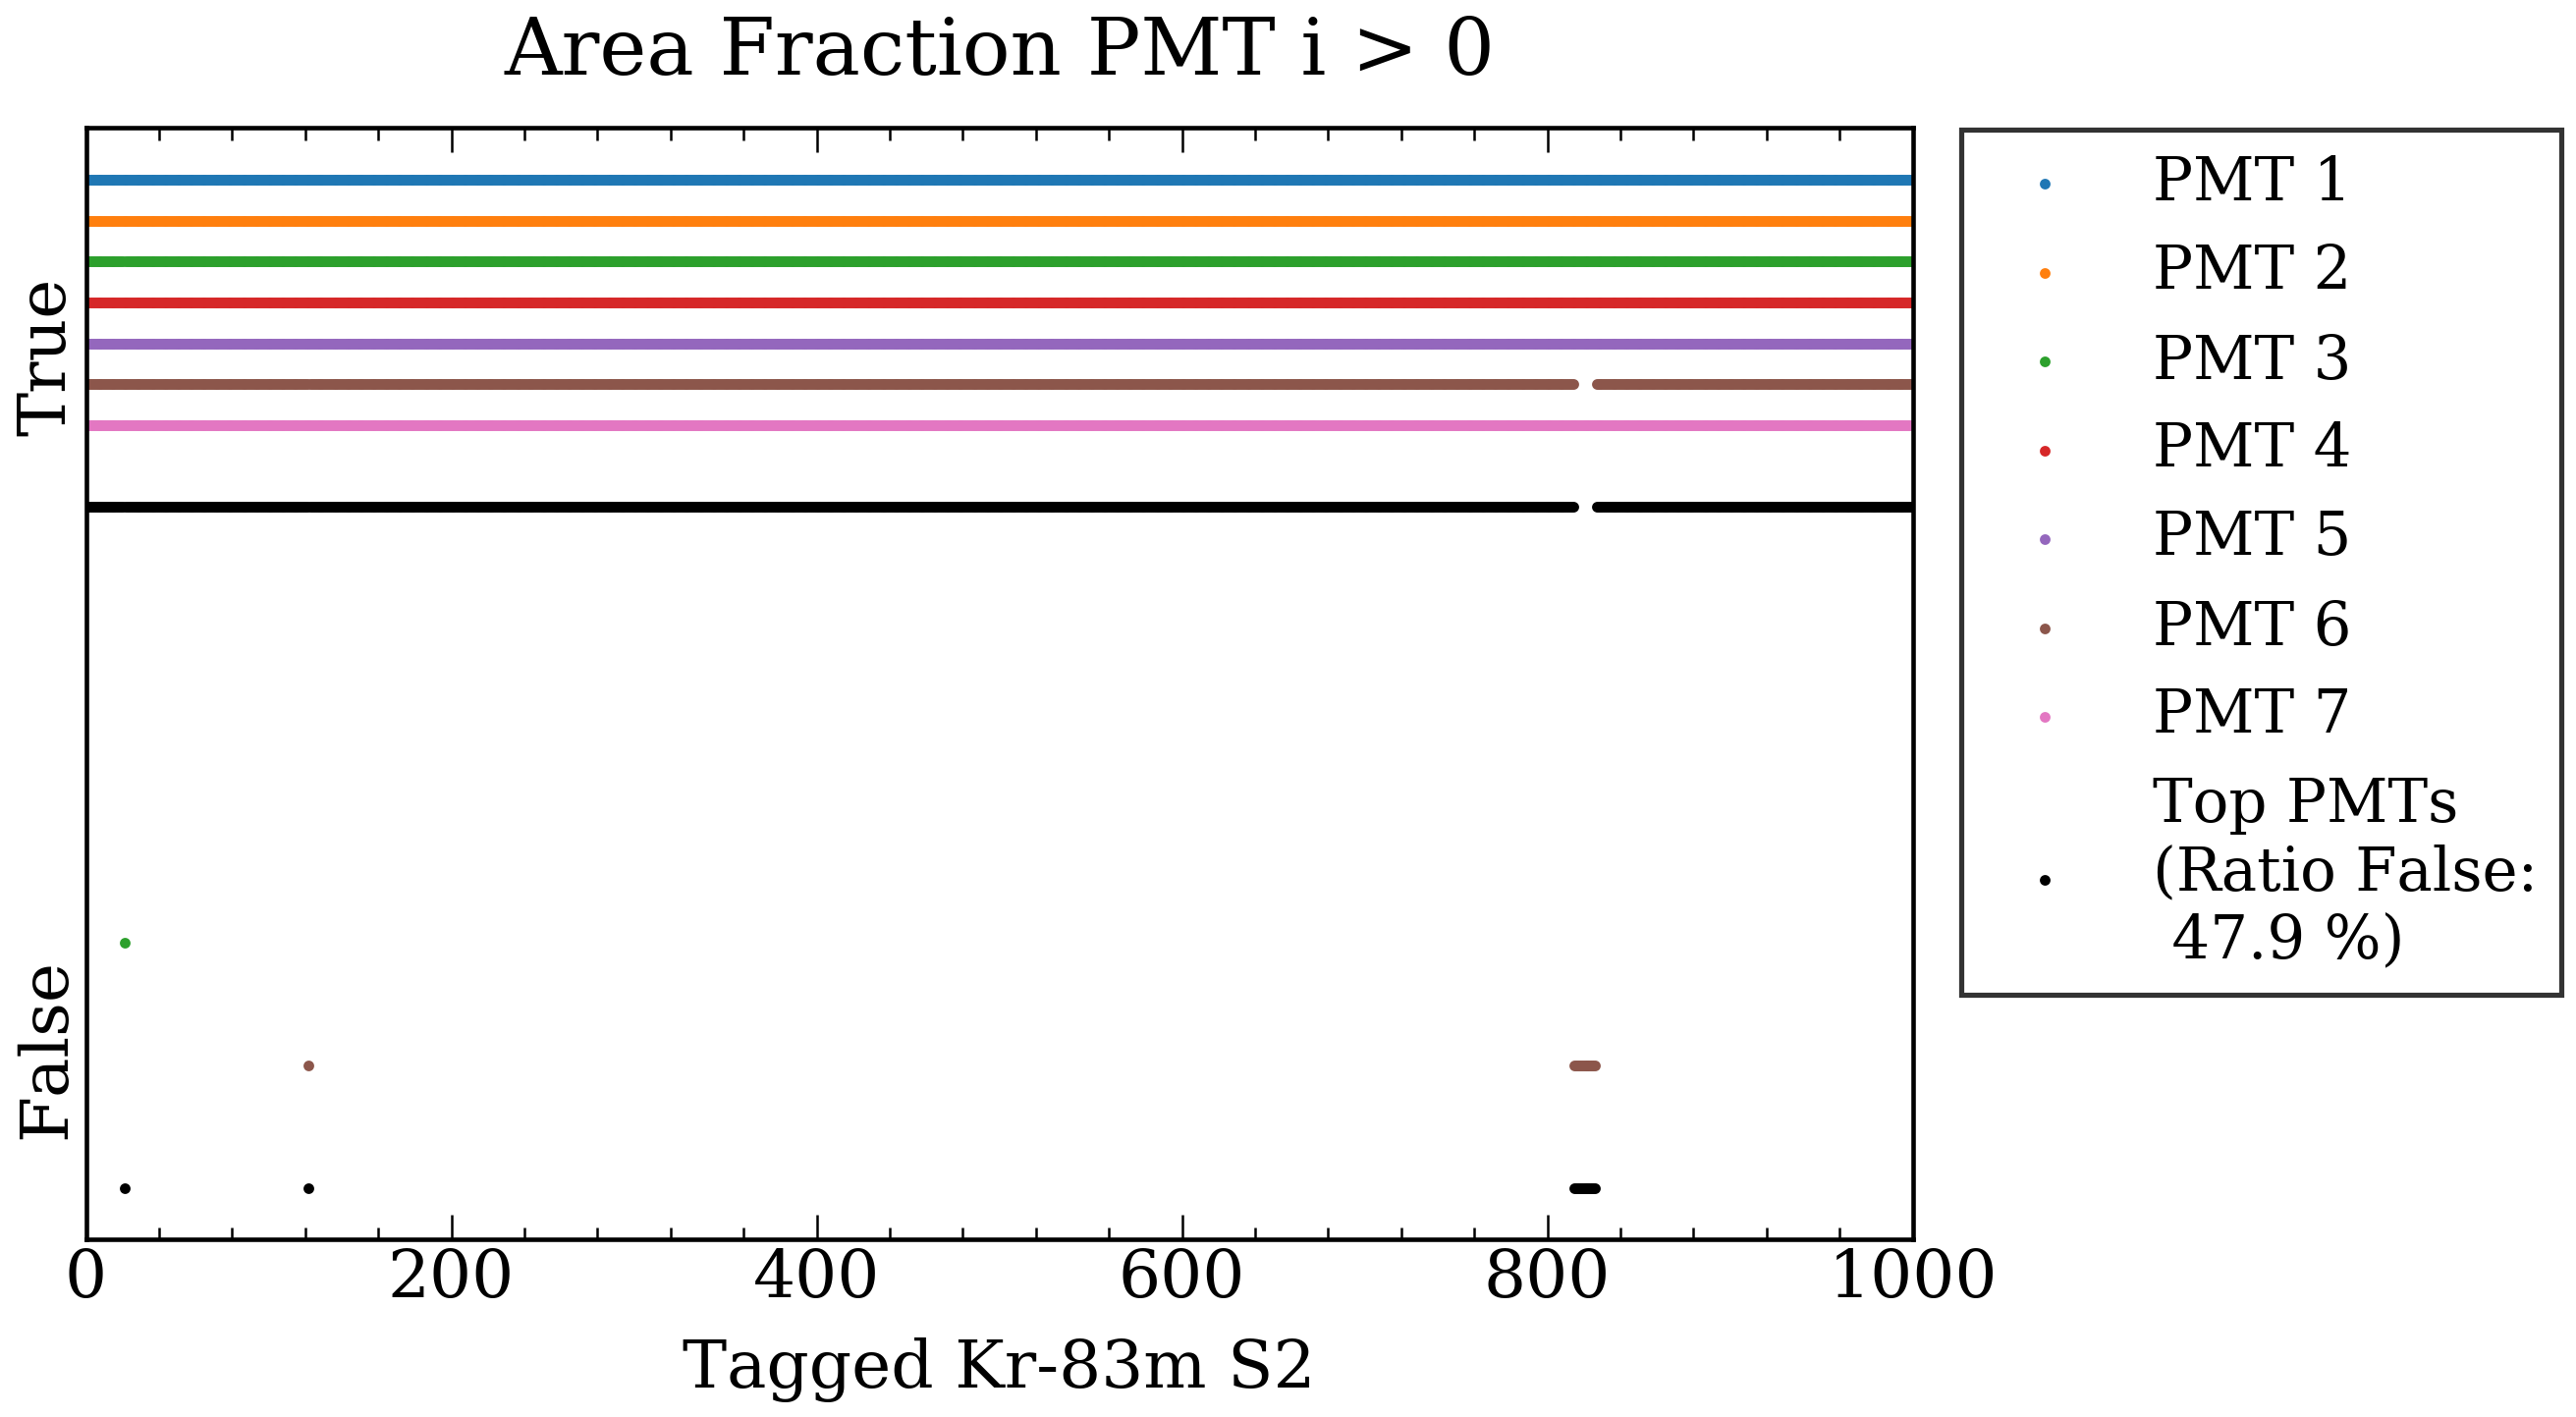 Area Fraction PMT i > 0
True
False
0 200 400 600 800 1000
Tagged Kr-83m S2
PMT 1
PMT 2
PMT 3
PMT 4
PMT 5
PMT 6
PMT 7
Top PMTs
(Ratio False:
47.9 %)